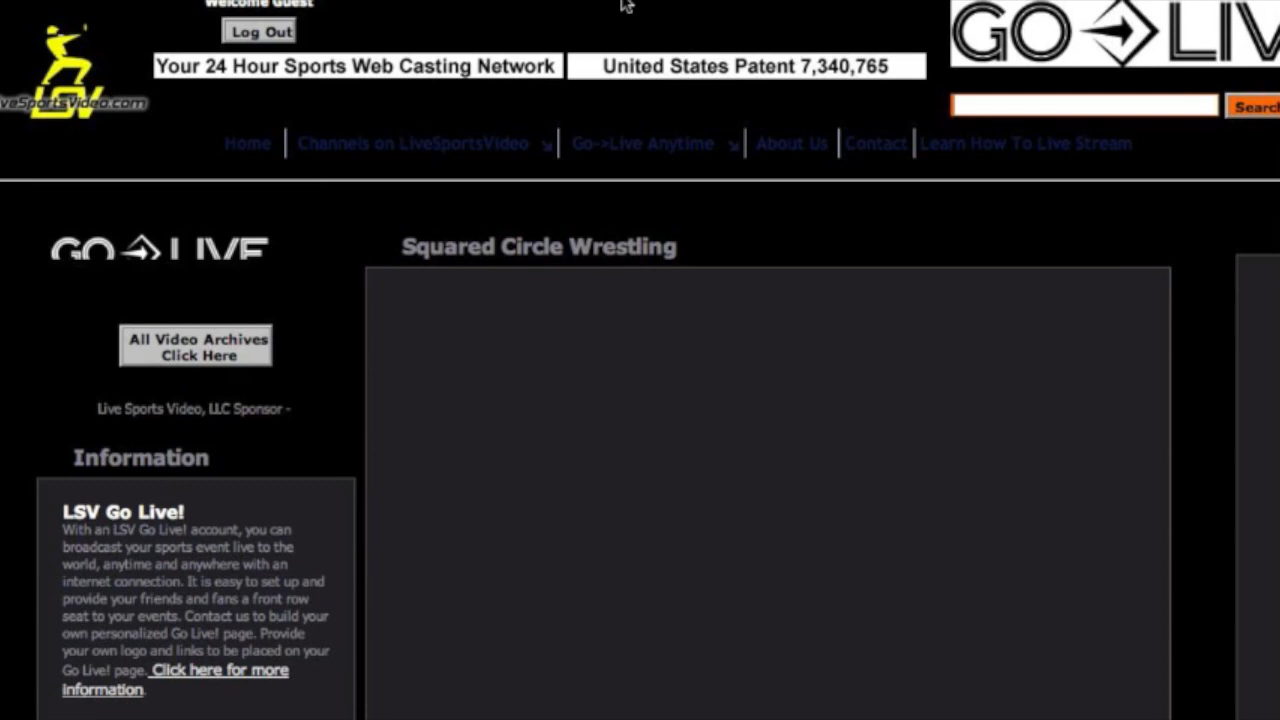 Welcome Guest
Log Out
GO LIV
Your 24 Hour Sports Web Casting Network
United States Patent 7,340,765
veSportsVideo.com
LSV
Search
Home
Channels on LiveSportsVideo
Go->Live Anytime
About Us
Contact
Learn How To Live Stream
GO LIVE
Squared Circle Wrestling
All Video Archives
Click Here
Live Sports Video, LLC Sponsor -
Information
LSV Go Live!
With an LSV Go Live! account, you can
broadcast your sports event live to the
world, anytime and anywhere with an
internet connection. It is easy to set up and
provide your friends and fans a front row
seat to your events. Contact us to build your
own personalized Go Live! page. Provide
your own logo and links to be placed on your
Go Live! page. Click here for more
information.